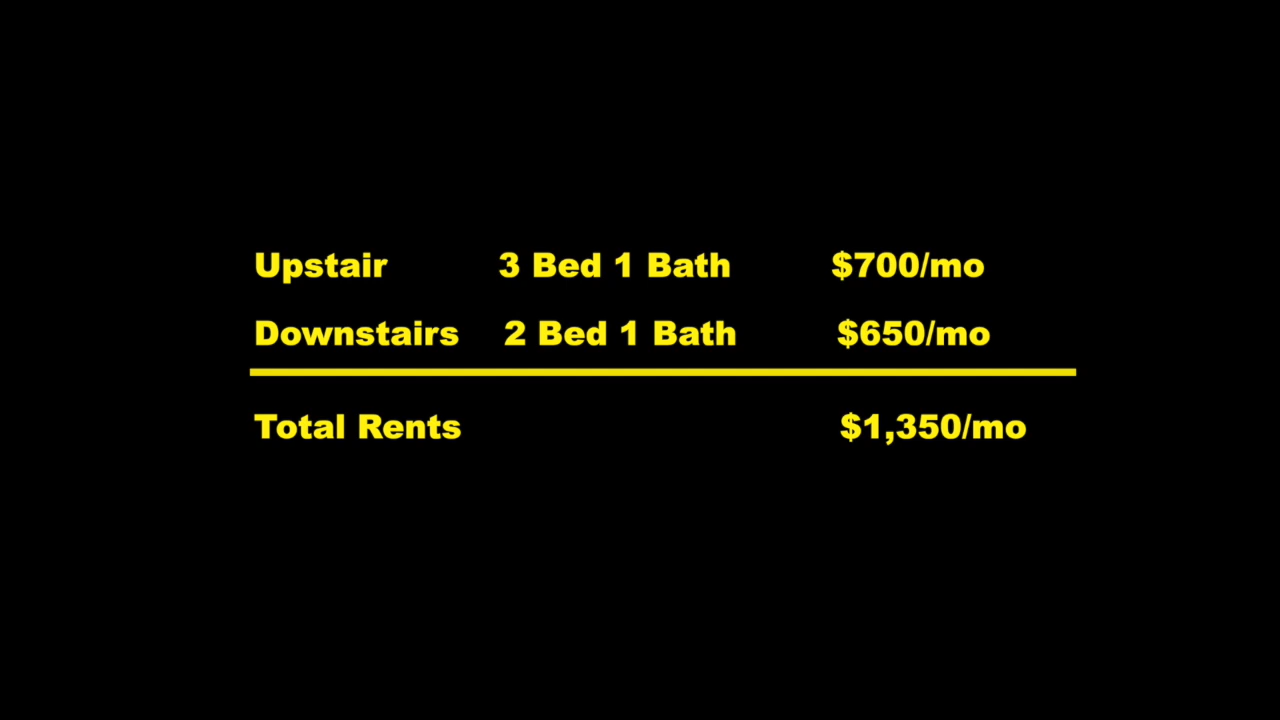 Upstair 3 Bed 1 Bath $700/mo
Downstairs 2 Bed 1 Bath $650/mo
Total Rents $1,350/mo